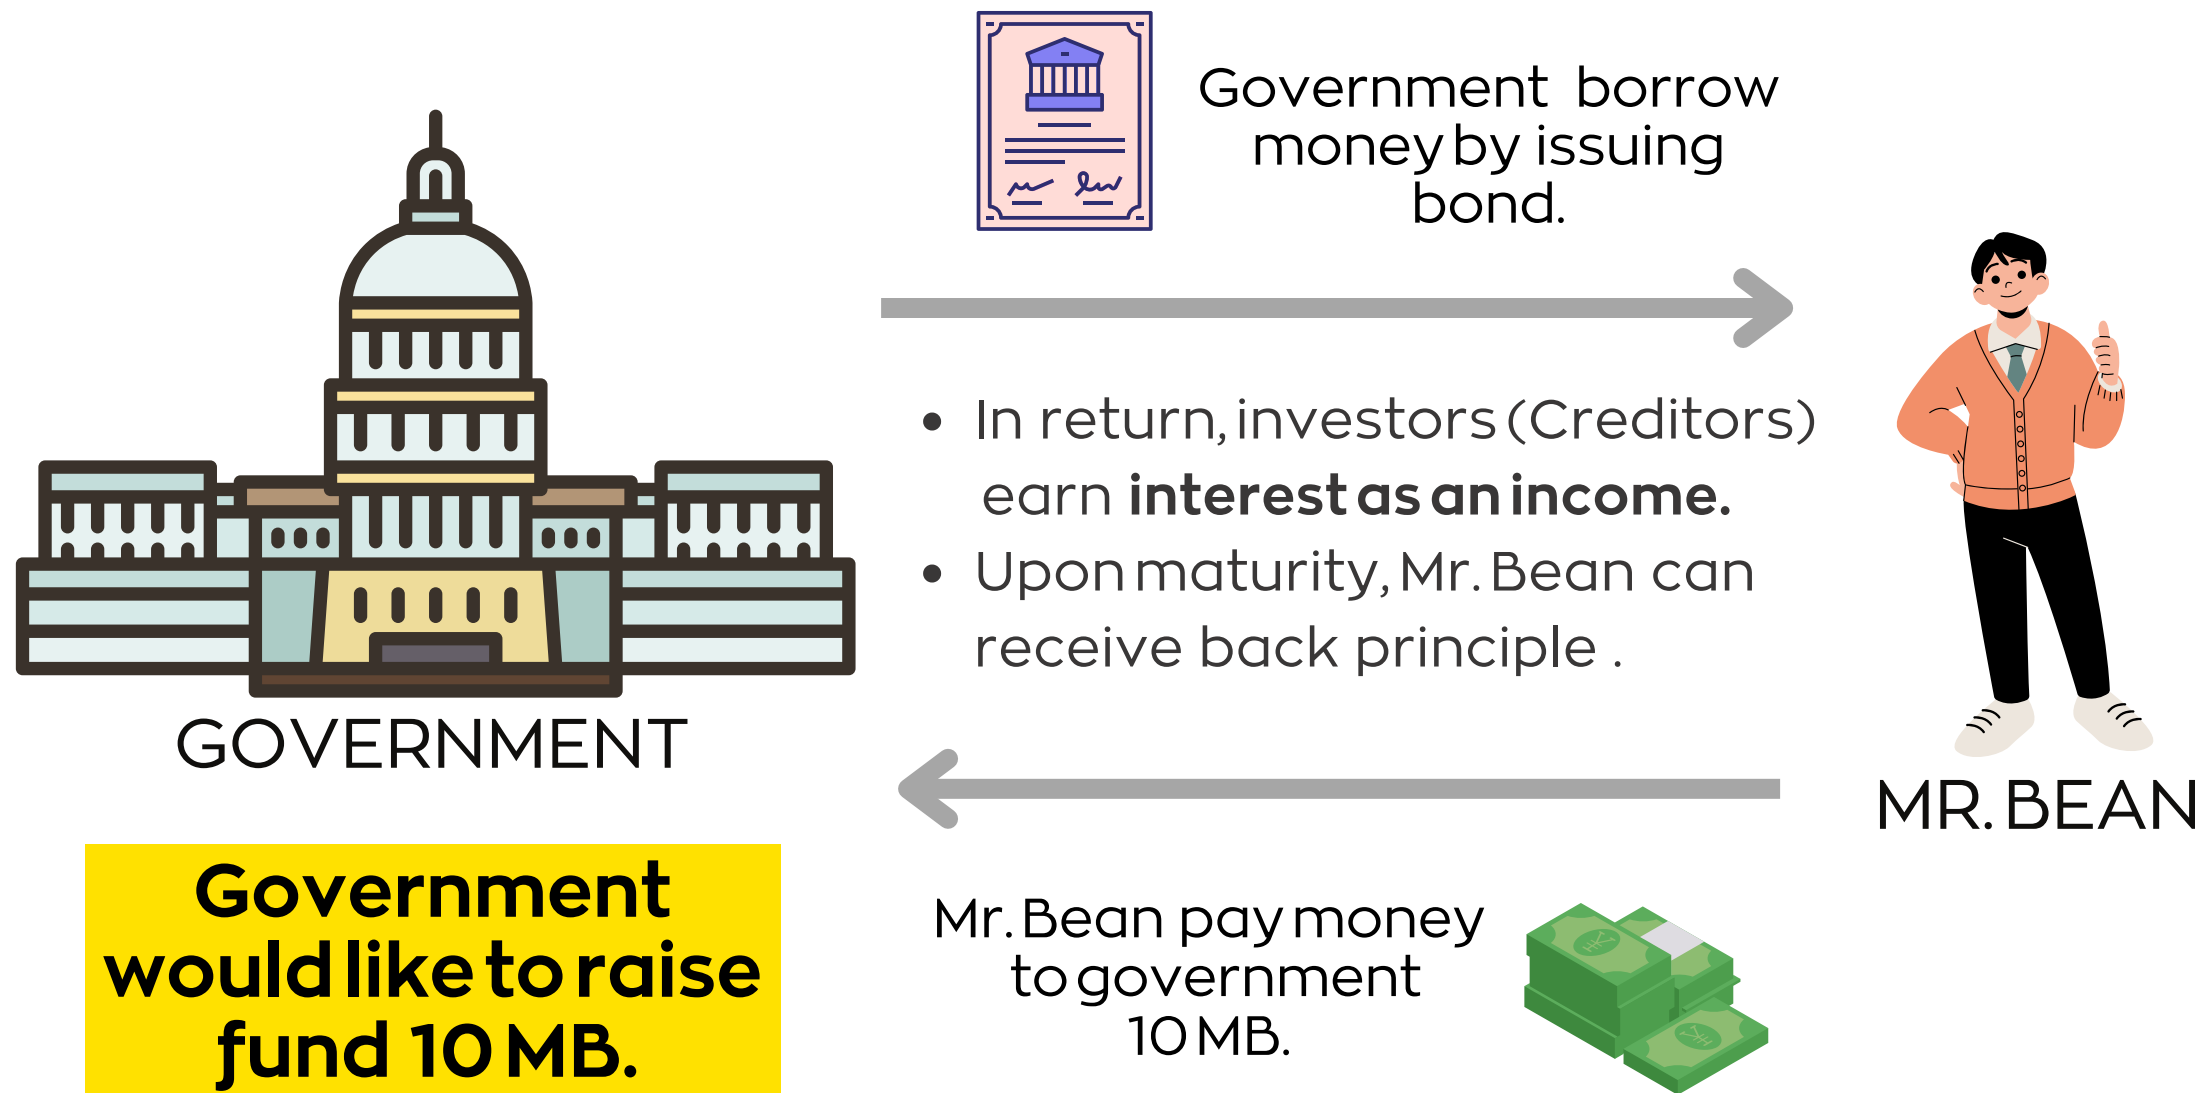 Government borrow
money by issuing
bond.
• In return, investors (Creditors)
earn interest as an income.
• Upon maturity, Mr. Bean can
receive back principle .
GOVERNMENT
MR. BEAN
Government
would like to raise
fund 10 MB.
Mr. Bean pay money
to government
10 MB.